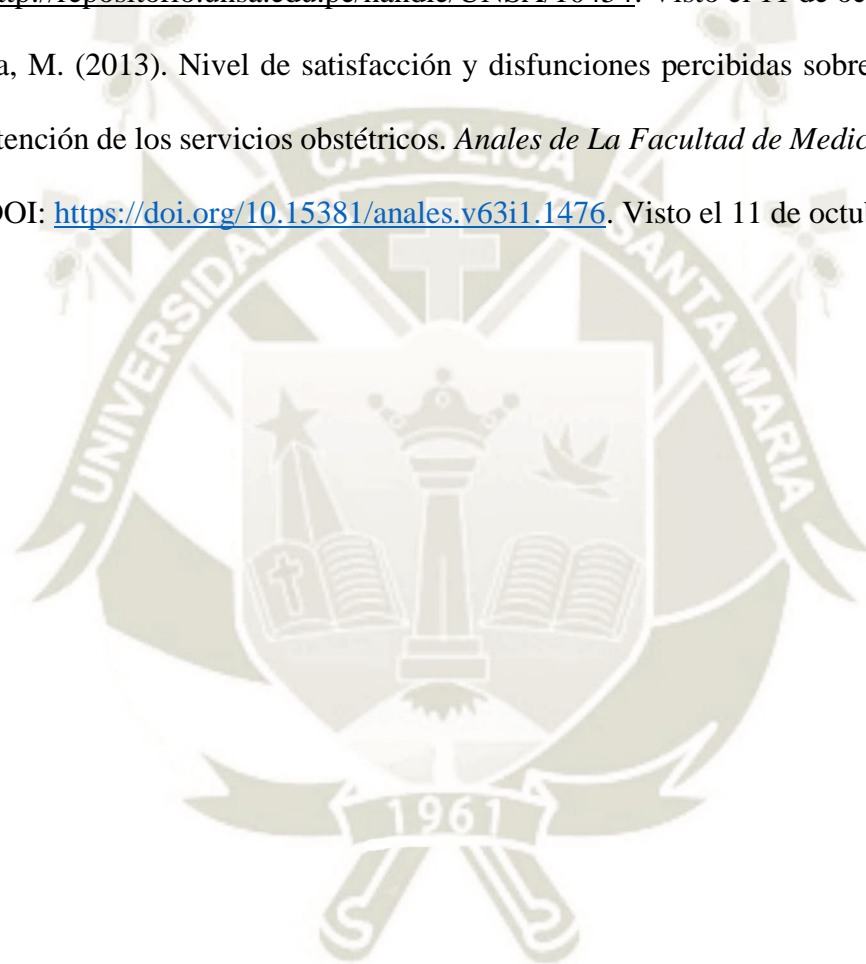 a, M. (2013). Nivel de satisfacción y disfunciones percibidas sobre
tención de los servicios obstétricos. Anales de La Facultad de Medic
DOI: https://doi.org/10.15381/anales.v63i1.1476. Visto el 11 de octu
UNIVERSIDAD CATOLICA SANTA MARIA
1961